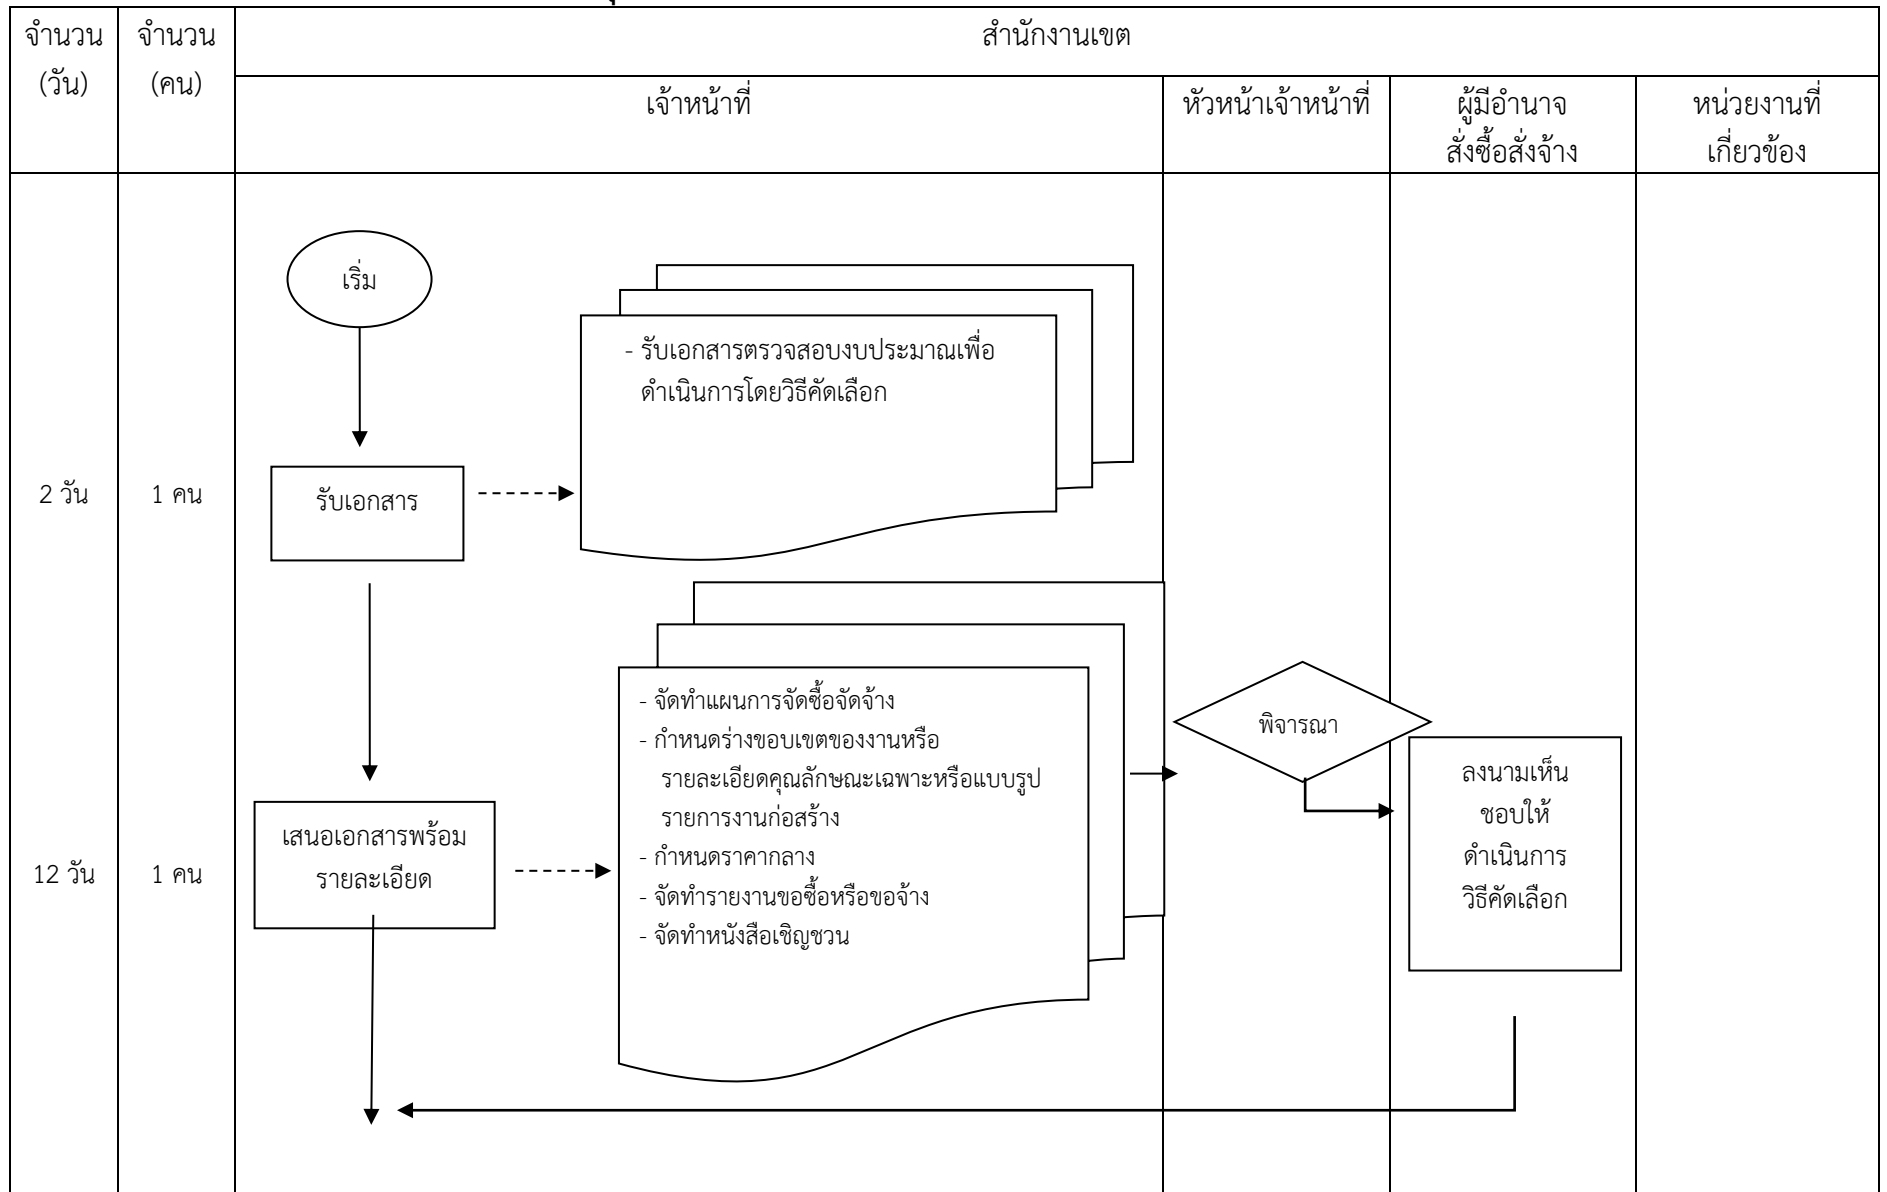 จำนวน
(วัน)
จำนวน
(คน)
สำนักงานเขต
เจ้าหน้าที่
หัวหน้าเจ้าหน้าที่
ผู้มีอำนาจ
สั่งซื้อสั่งจ้าง
หน่วยงานที่
เกี่ยวข้อง
เริ่ม
- รับเอกสารตรวจสอบงบประมาณเพื่อ
ดำเนินการโดยวิธีคัดเลือก
2 วัน
1 คน
รับเอกสาร
- จัดทำแผนการจัดซื้อจัดจ้าง
- กำหนดร่างขอบเขตของงานหรือ
รายละเอียดคุณลักษณะเฉพาะหรือแบบรูป
รายการงานก่อสร้าง
- กำหนดราคากลาง
- จัดทำรายงานขอซื้อหรือขอจ้าง
- จัดทำหนังสือเชิญชวน
พิจารณา
ลงนามเห็น
ชอบให้
ดำเนินการ
วิธีคัดเลือก
12 วัน
1 คน
เสนอเอกสารพร้อม
รายละเอียด